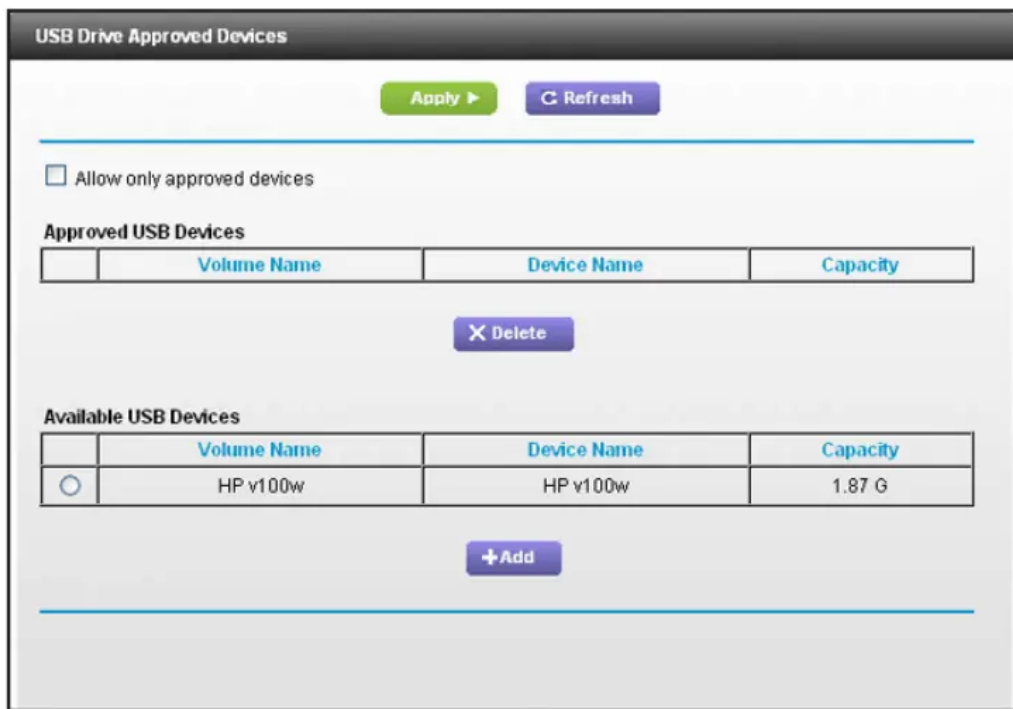 USB Drive Approved Devices
Apply Refresh
Allow only approved devices
Approved USB Devices
Volume Name Device Name Capacity
Delete
Available USB Devices
Volume Name Device Name Capacity
HP v100w HP v100w 1.87 G
Add